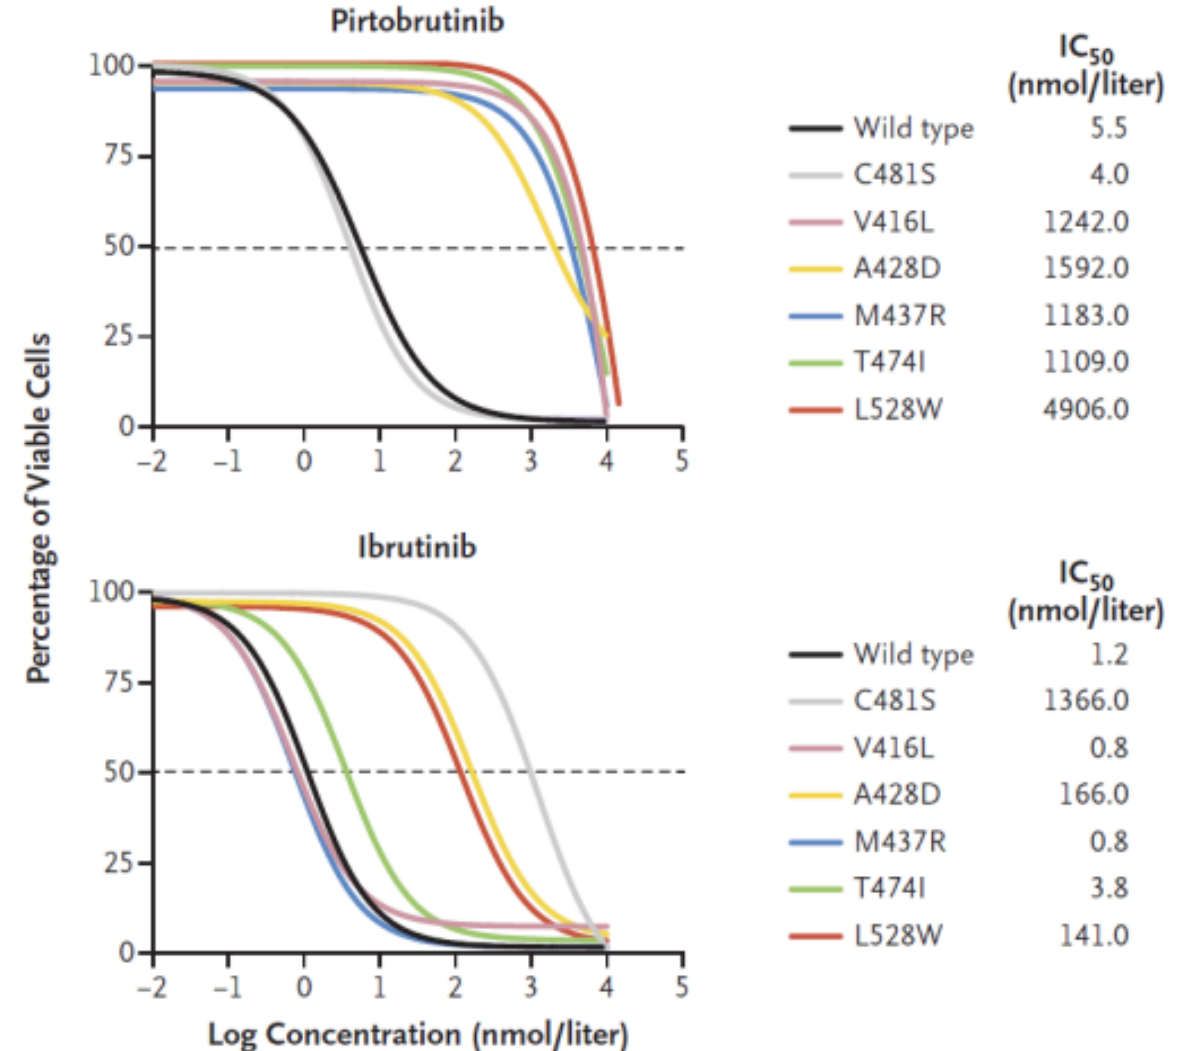 Pirtobrutinib
Percentage of Viable Cells
100
75
50
25
0
−2 −1 0 1 2 3 4 5
IC50
(nmol/liter)
Wild type 5.5
C481S 4.0
V416L 1242.0
A428D 1592.0
M437R 1183.0
T474I 1109.0
L528W 4906.0
Ibrutinib
100
75
50
25
0
−2 −1 0 1 2 3 4 5
Log Concentration (nmol/liter)
IC50
(nmol/liter)
Wild type 1.2
C481S 1366.0
V416L 0.8
A428D 166.0
M437R 0.8
T474I 3.8
L528W 141.0